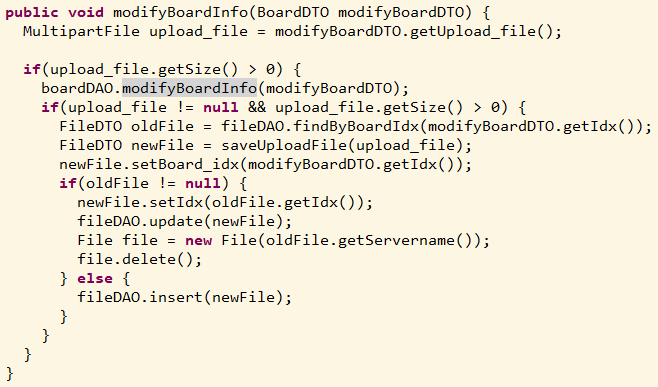 public void modifyBoardInfo(BoardDTO modifyBoardDTO) {
MultipartFile upload_file = modifyBoardDTO.getUpload_file();
if(upload_file.getSize() > 0) {
boardDAO.modifyBoardInfo(modifyBoardDTO);
if(upload_file != null && upload_file.getSize() > 0) {
FileDTO oldFile = fileDAO.findByBoardIdx(modifyBoardDTO.getIdx());
FileDTO newFile = saveUploadFile(upload_file);
newFile.setBoard_idx(modifyBoardDTO.getIdx());
if(oldFile != null) {
newFile.setIdx(oldFile.getIdx());
fileDAO.update(newFile);
File file = new File(oldFile.getServername());
file.delete();
} else {
fileDAO.insert(newFile);
}
}
}
}